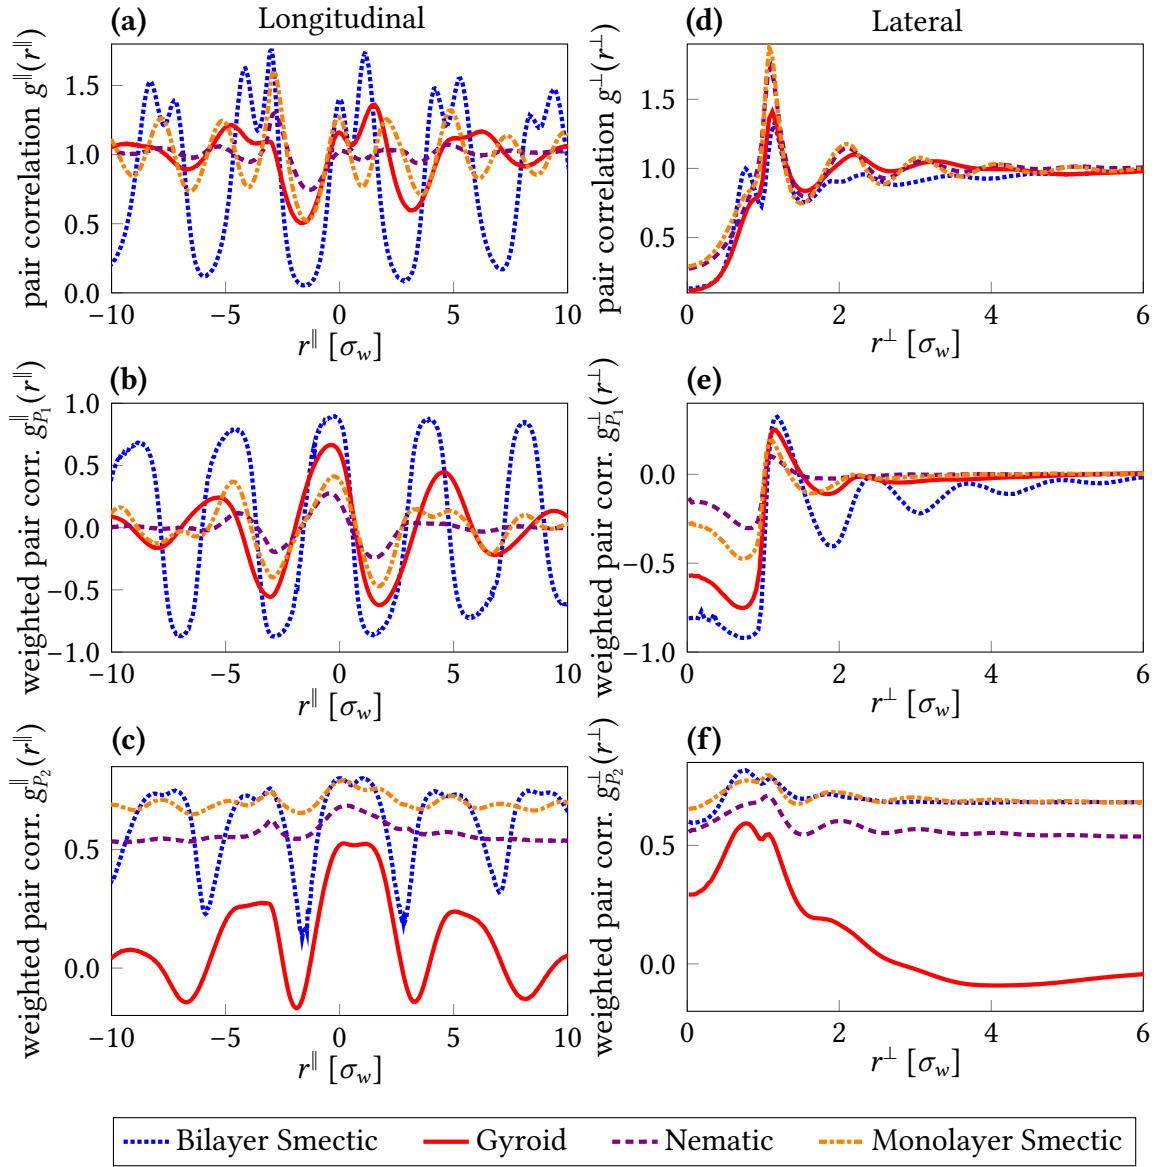 (a) Longitudinal
pair correlation g∥(r∥)
1.5
1.0
0.5
0.0
−10 −5 0 5 10
r∥ [σw]
(d) Lateral
pair correlation g⊥(r⊥)
1.5
1.0
0.5
0 2 4 6
r⊥ [σw]
(b)
weighted pair corr. g∥P1(r∥)
1.0
0.5
0.0
−0.5
−1.0
−10 −5 0 5 10
r∥ [σw]
(e)
weighted pair corr. g⊥P1(r⊥)
0.0
−0.5
−1.0
0 2 4 6
r⊥ [σw]
(c)
weighted pair corr. g∥P2(r∥)
0.5
0.0
−10 −5 0 5 10
r∥ [σw]
(f)
weighted pair corr. g⊥P2(r⊥)
0.5
0.0
0 2 4 6
r⊥ [σw]
Bilayer Smectic Gyroid Nematic Monolayer Smectic